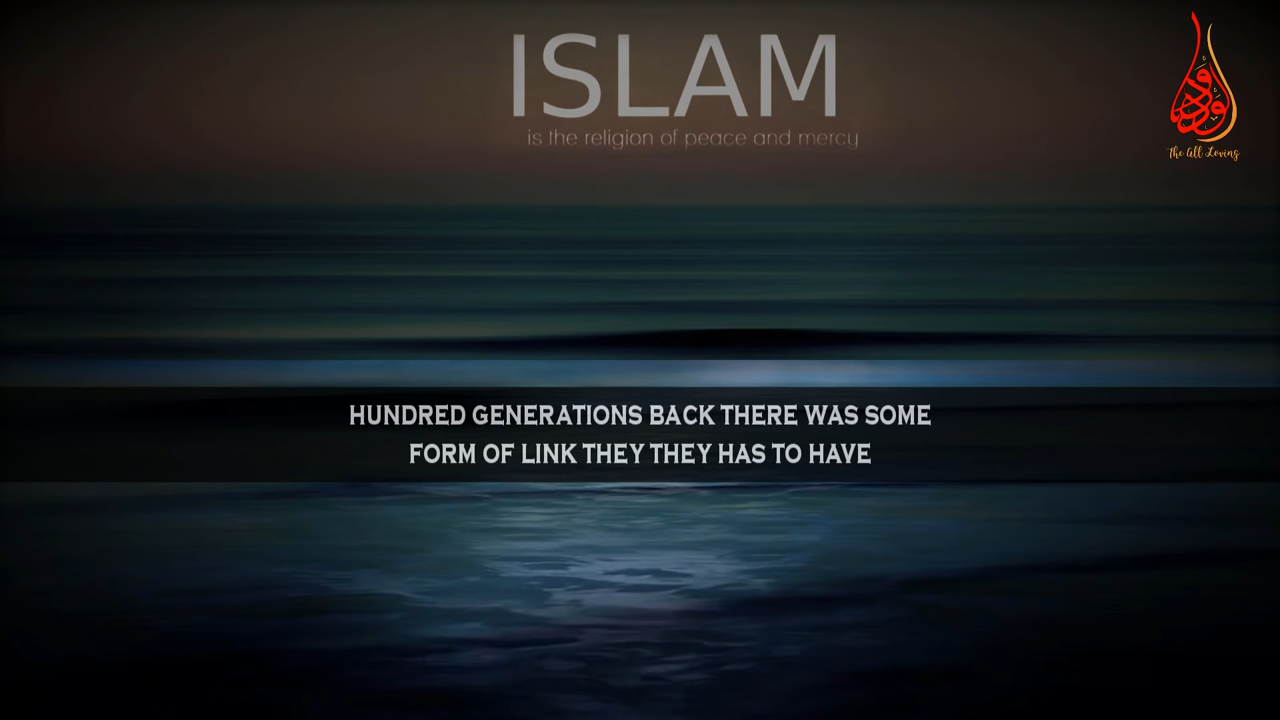 ISLAM
is the religion of peace and mercy
الودود
The All Loving
HUNDRED GENERATIONS BACK THERE WAS SOME
FORM OF LINK THEY THEY HAS TO HAVE